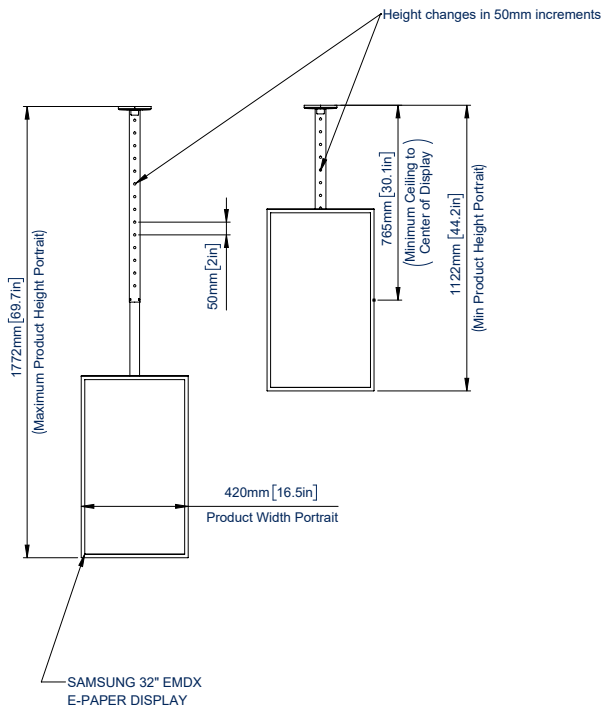 Height changes in 50mm increments
1772mm [69.7in]
(Maximum Product Height Portrait)
50mm [2in]
765mm [30.1in]
(Minimum Ceiling to
Center of Display)
1122mm [44.2in]
(Min Product Height Portrait)
420mm [16.5in]
Product Width Portrait
SAMSUNG 32" EMDX
E-PAPER DISPLAY